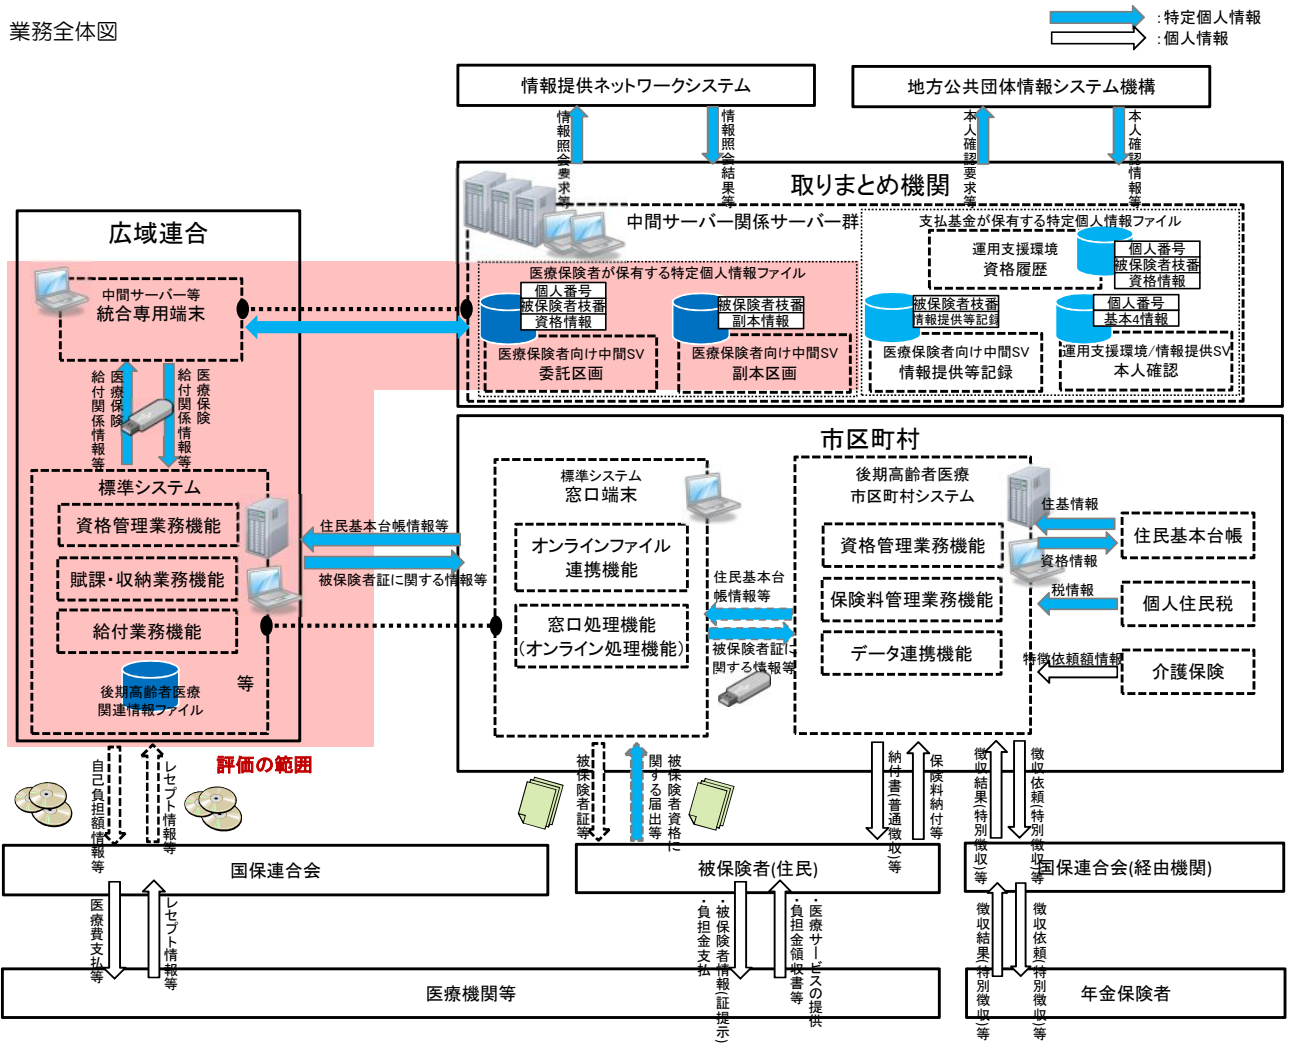 業務全体図
:特定個人情報
:個人情報
情報提供ネットワークシステム
地方公共団体情報システム機構
情報照会要求等
情報照会結果等
本人確認要求等
本人確認情報等
取りまとめ機関
中間サーバー関係サーバー群
支払基金が保有する特定個人情報ファイル
運用支援環境
資格履歴
個人番号
被保険者枝番
資格情報
医療保険者が保有する特定個人情報ファイル
個人番号
被保険者枝番
資格情報
医療保険者向け中間SV
委託区画
被保険者枝番
副本情報
医療保険者向け中間SV
副本区画
被保険者枝番
情報提供等記録
医療保険者向け中間SV
情報提供等記録
個人番号
基本4情報
運用支援環境/情報提供SV
本人確認
広域連合
中間サーバー等
統合専用端末
医療保険
給付関係情報等
医療保険
給付関係情報等
標準システム
資格管理業務機能
賦課・収納業務機能
給付業務機能
等
後期高齢者医療
関連情報ファイル
評価の範囲
住民基本台帳情報等
被保険者証に関する情報等
市区町村
標準システム
窓口端末
オンラインファイル
連携機能
窓口処理機能
(オンライン処理機能)
住民基本台
帳情報等
被保険者証に
関する情報等
後期高齢者医療
市区町村システム
資格管理業務機能
保険料管理業務機能
データ連携機能
住基情報
資格情報
税情報
特徴依頼額情報
住民基本台帳
個人住民税
介護保険
自己負担額情報等
レセプト情報等
被保険者証等
被保険者資格に
関する届出等
納付書(普通徴収)等
保険料納付等
徴収結果(特別徴収)等
徴収依頼(特別徴収)等
国保連合会
被保険者(住民)
国保連合会(経由機関)
医療費支払等
レセプト情報等
・被保険者情報(証提示)
・負担金支払
・医療サービスの提供
・負担金領収書等
徴収結果(特別徴収)等
徴収依頼(特別徴収)等
医療機関等
年金保険者